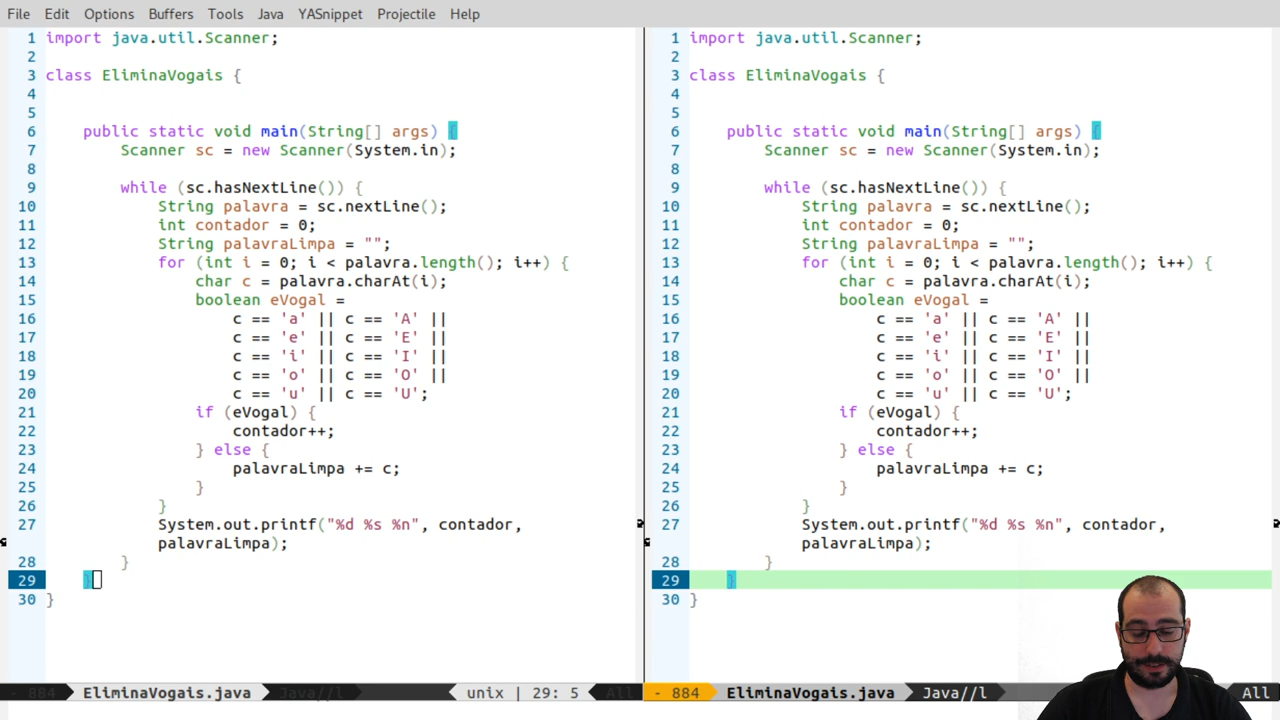 File Edit Options Buffers Tools Java YASnippet Projectile Help
1 import java.util.Scanner;
2
3 class EliminaVogais {
4
5
6 public static void main(String[] args) {
7 Scanner sc = new Scanner(System.in);
8
9 while (sc.hasNextLine()) {
10 String palavra = sc.nextLine();
11 int contador = 0;
12 String palavraLimpa = "";
13 for (int i = 0; i < palavra.length(); i++) {
14 char c = palavra.charAt(i);
15 boolean eVogal =
16 c == 'a' || c == 'A' ||
17 c == 'e' || c == 'E' ||
18 c == 'i' || c == 'I' ||
19 c == 'o' || c == 'O' ||
20 c == 'u' || c == 'U';
21 if (eVogal) {
22 contador++;
23 } else {
24 palavraLimpa += c;
25 }
26 }
27 System.out.printf("%d %s %n", contador,
palavraLimpa);
28 }
29 }
30 }
- 884 EliminaVogais.java Java//l unix | 29: 5 All
1 import java.util.Scanner;
2
3 class EliminaVogais {
4
5
6 public static void main(String[] args) {
7 Scanner sc = new Scanner(System.in);
8
9 while (sc.hasNextLine()) {
10 String palavra = sc.nextLine();
11 int contador = 0;
12 String palavraLimpa = "";
13 for (int i = 0; i < palavra.length(); i++) {
14 char c = palavra.charAt(i);
15 boolean eVogal =
16 c == 'a' || c == 'A' ||
17 c == 'e' || c == 'E' ||
18 c == 'i' || c == 'I' ||
19 c == 'o' || c == 'O' ||
20 c == 'u' || c == 'U';
21 if (eVogal) {
22 contador++;
23 } else {
24 palavraLimpa += c;
25 }
26 }
27 System.out.printf("%d %s %n", contador,
palavraLimpa);
28 }
29 }
30 }
- 884 EliminaVogais.java Java//l All